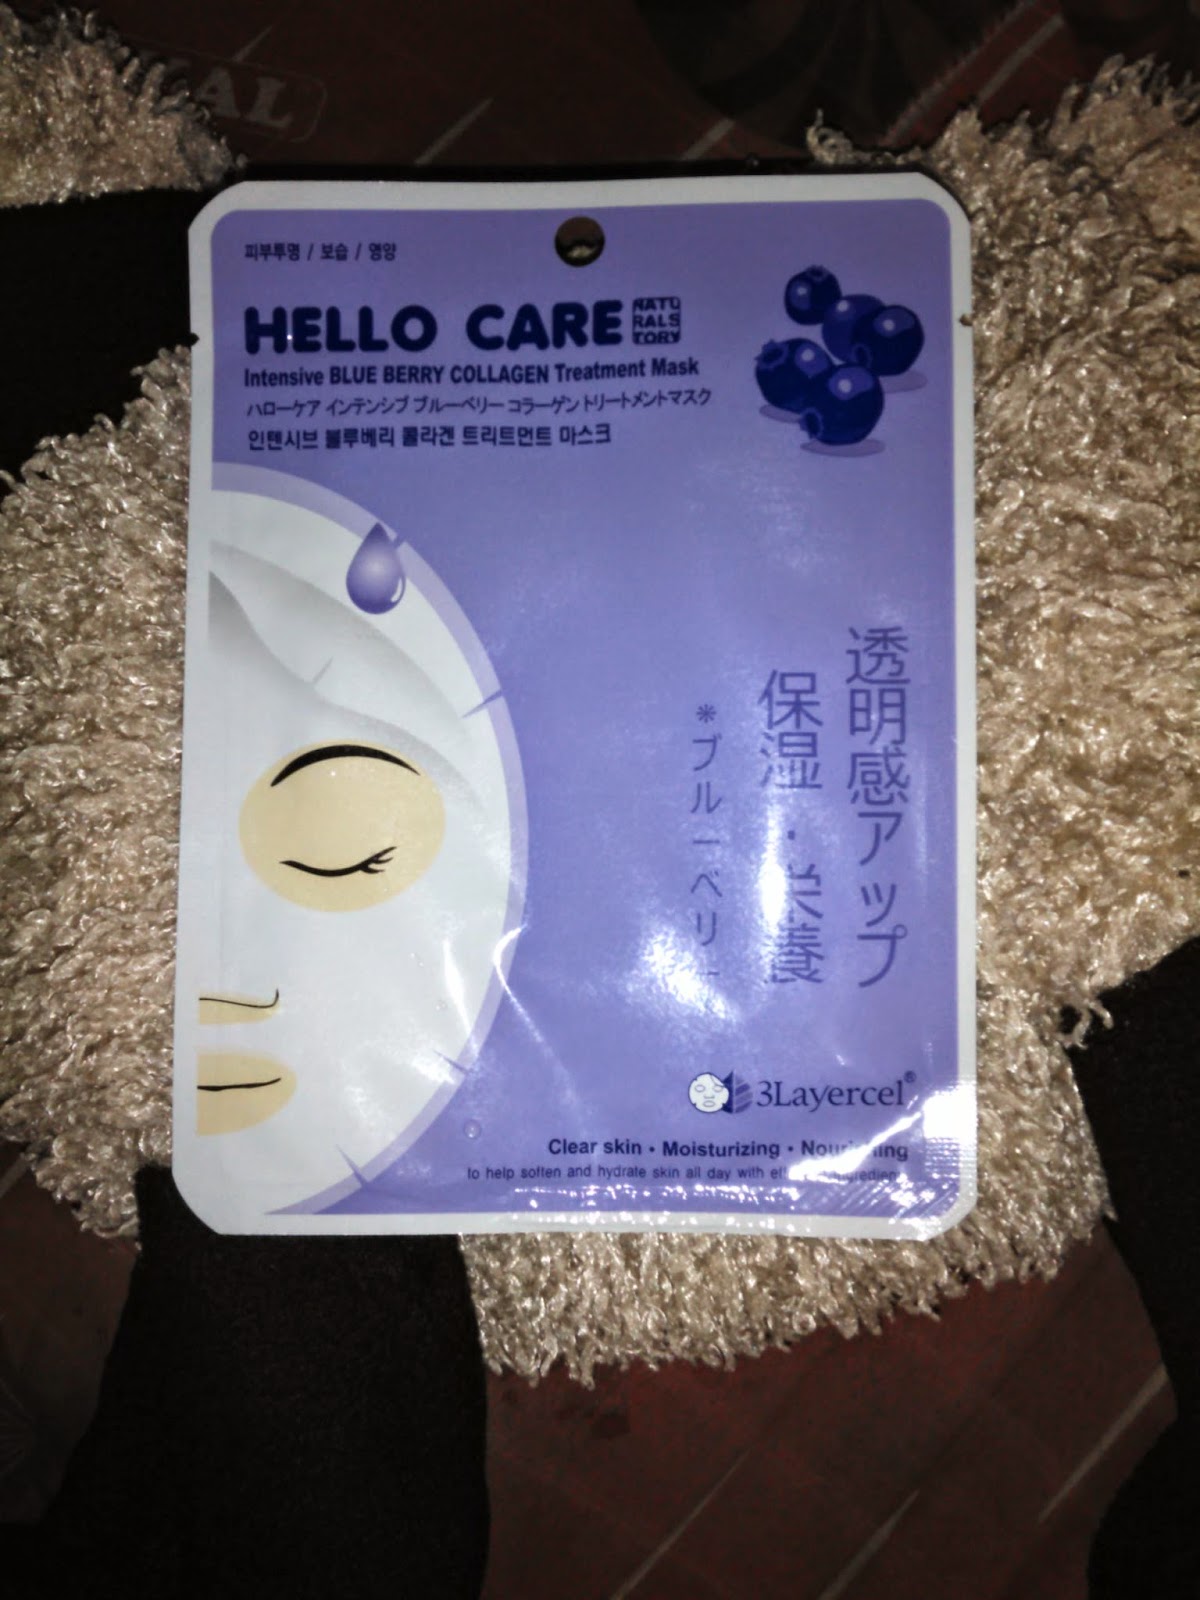 피부투명 / 보습 / 영양
HELLO CARE
NATU
RALS
TORY
Intensive BLUE BERRY COLLAGEN Treatment Mask
ハローケア インテンシブ ブルーベリー コラーゲン トリートメントマスク
인텐시브 블루베리 콜라겐 트리트먼트 마스크
透明感アップ
保湿・栄養
*ブルーベリー
3Layercel®
Clear skin • Moisturizing •
to help soften and hydrate skin all day with